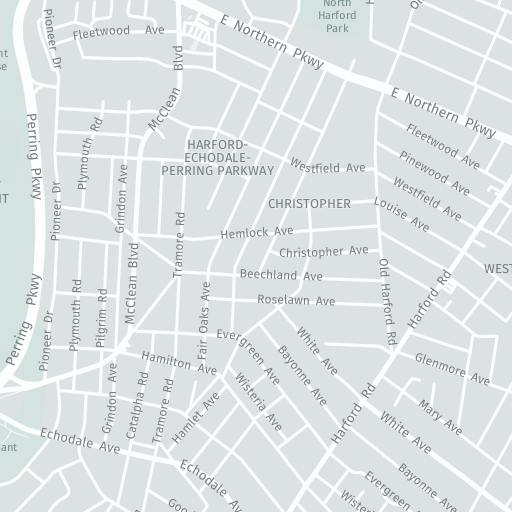 North
Harford
Park
Fleetwood Ave
E Northern Pkwy
Pioneer Dr
McClean Blvd
E Northern Pkwy
Fleetwood Ave
Perring Pkwy
Plymouth Rd
HARFORD-
ECHODALE-
PERRING PARKWAY
Westfield Ave
Pinewood Ave
Westfield Ave
Grindon Ave
Pioneer Dr
CHRISTOPHER
Louise Ave
Tramore Rd
Hemlock Ave
Christopher Ave
Beechland Ave
Roselawn Ave
Old Harford Rd
Harford Rd
McClean Blvd
Perring Pkwy
Plymouth Rd
Pilgrim Rd
Pioneer Dr
Fair Oaks Ave
Evergreen Ave
White Ave
Bayonne Ave
Hamilton Ave
Glenmore Ave
Wisteria Ave
Grindon Ave
Catalpha Rd
Tramore Rd
Hamlet Ave
Harford Rd
Mary Ave
White Ave
Echodale Ave
Echodale Av
Bayonne Ave
Evergreen